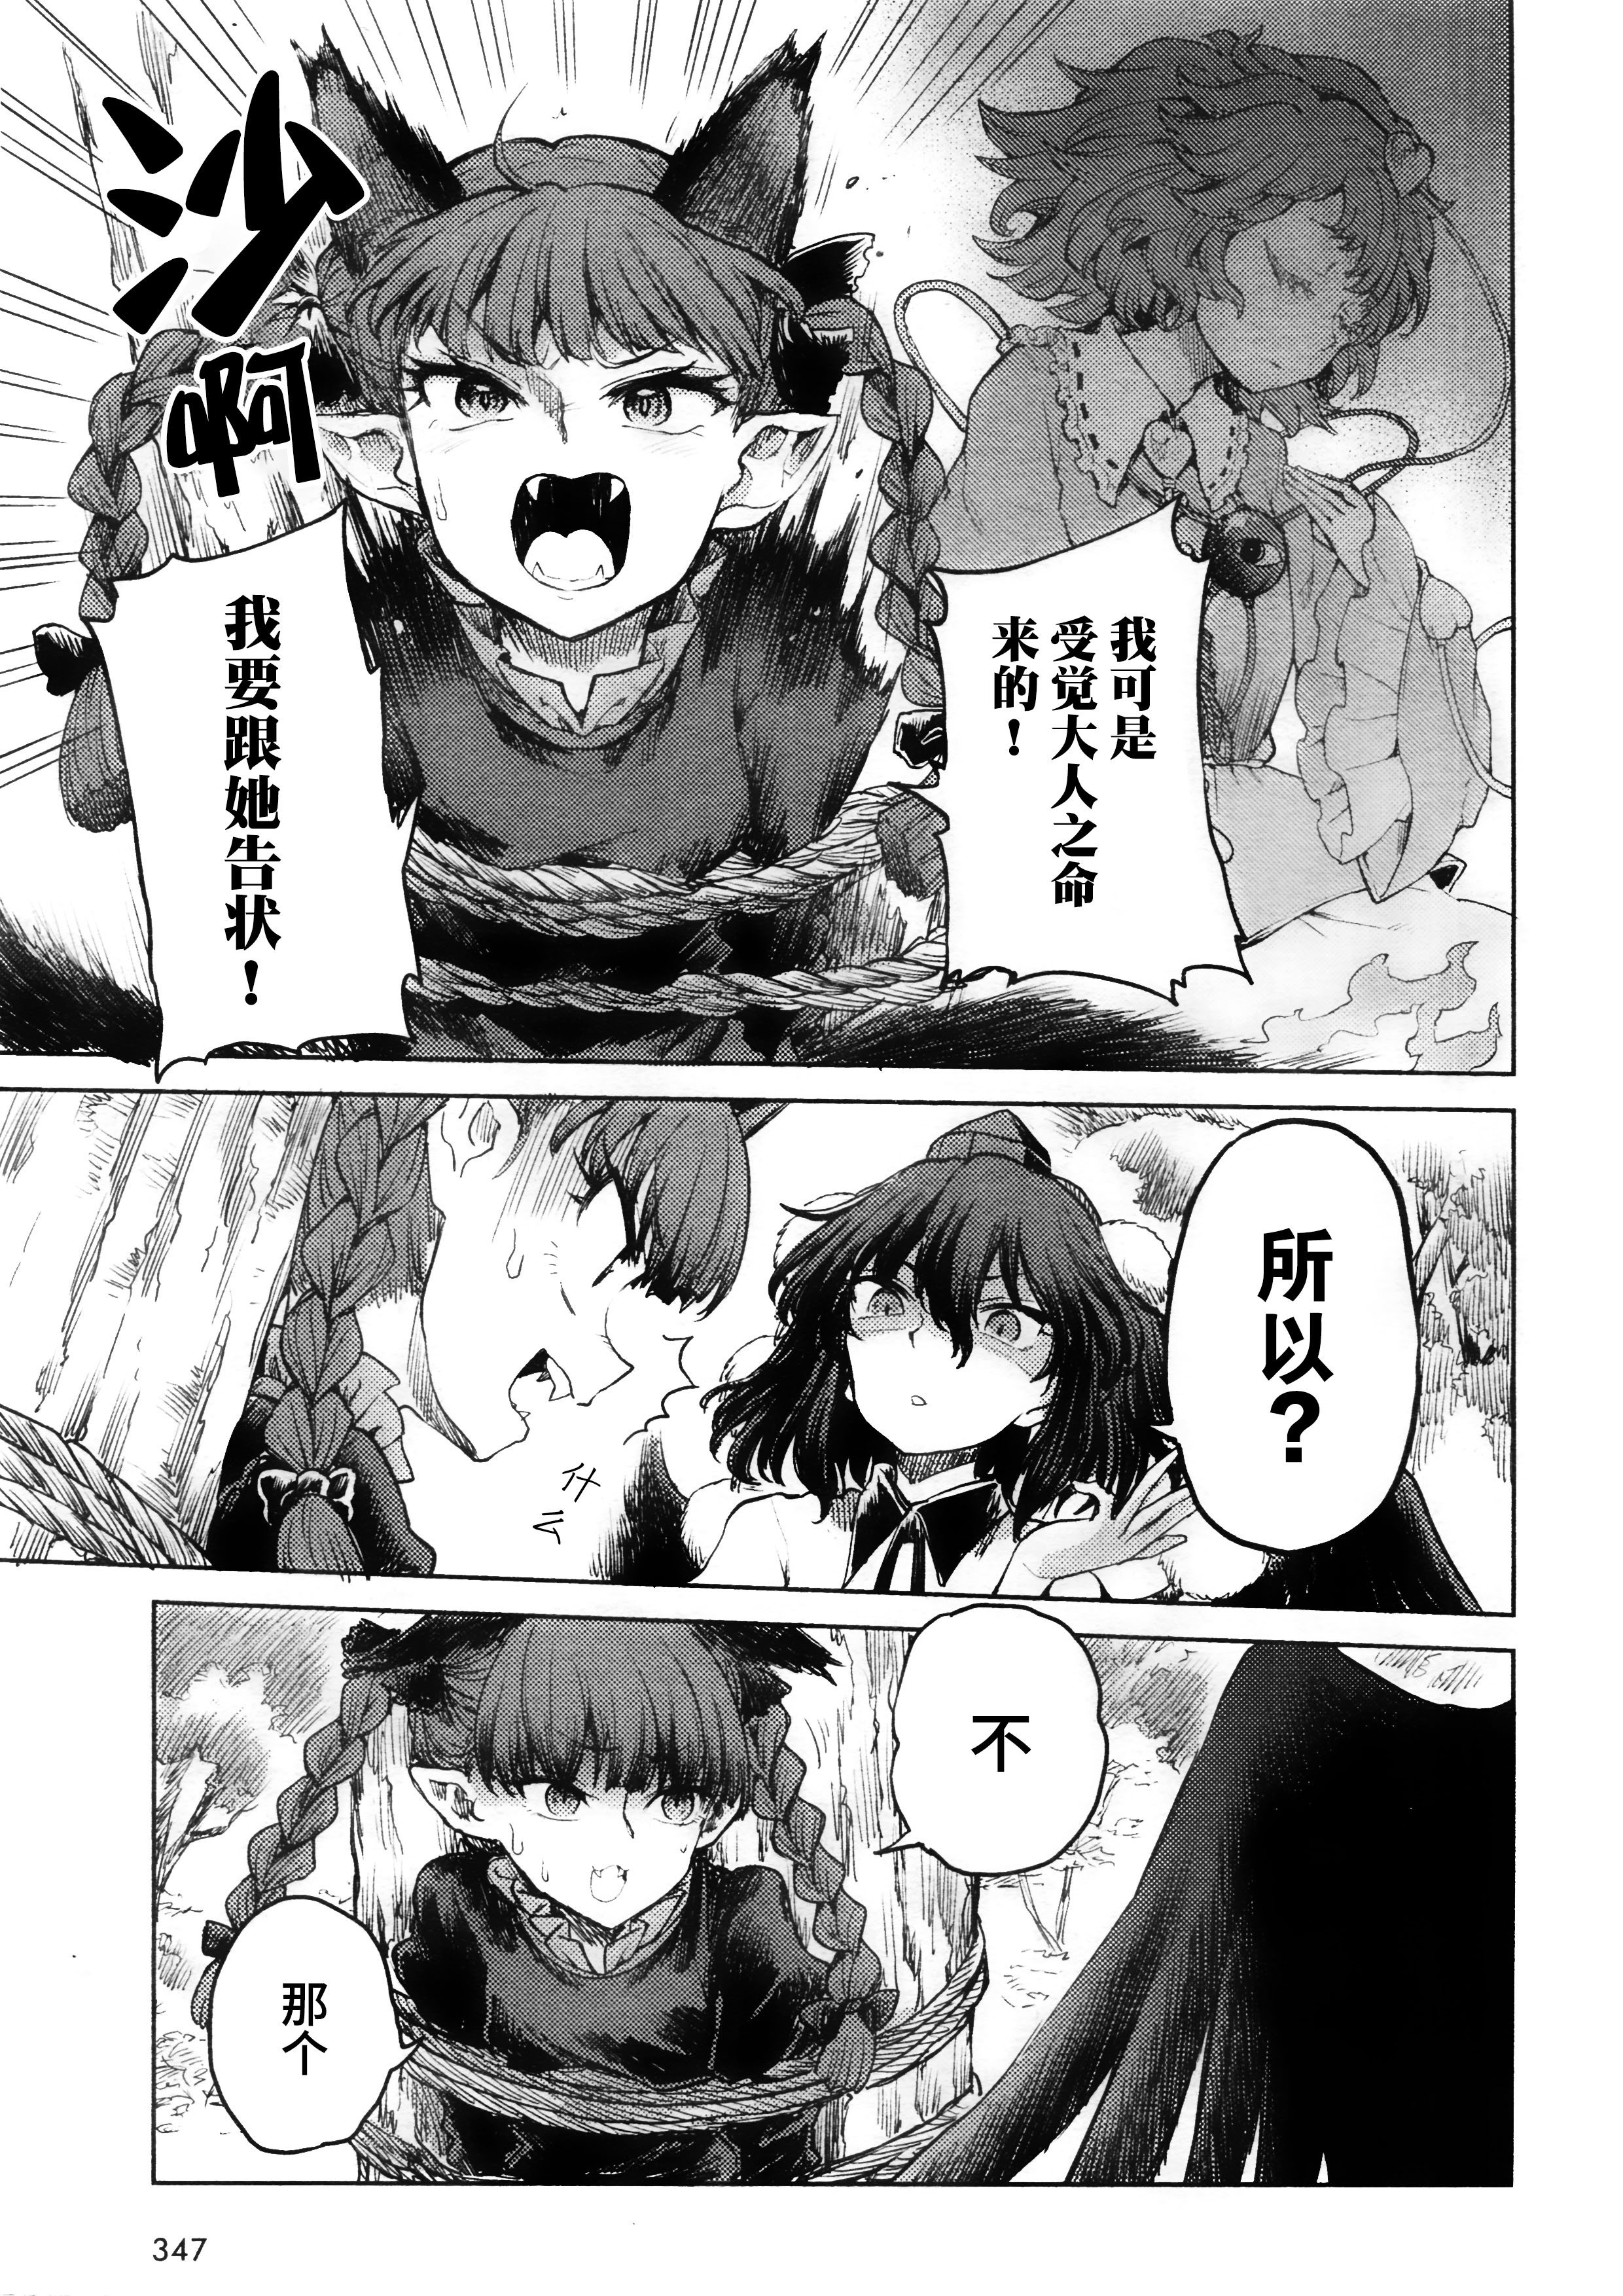 我可是
受觉大人之命
来的！
沙
啊
我要跟她告状！
所以？
什么
不
那个
347